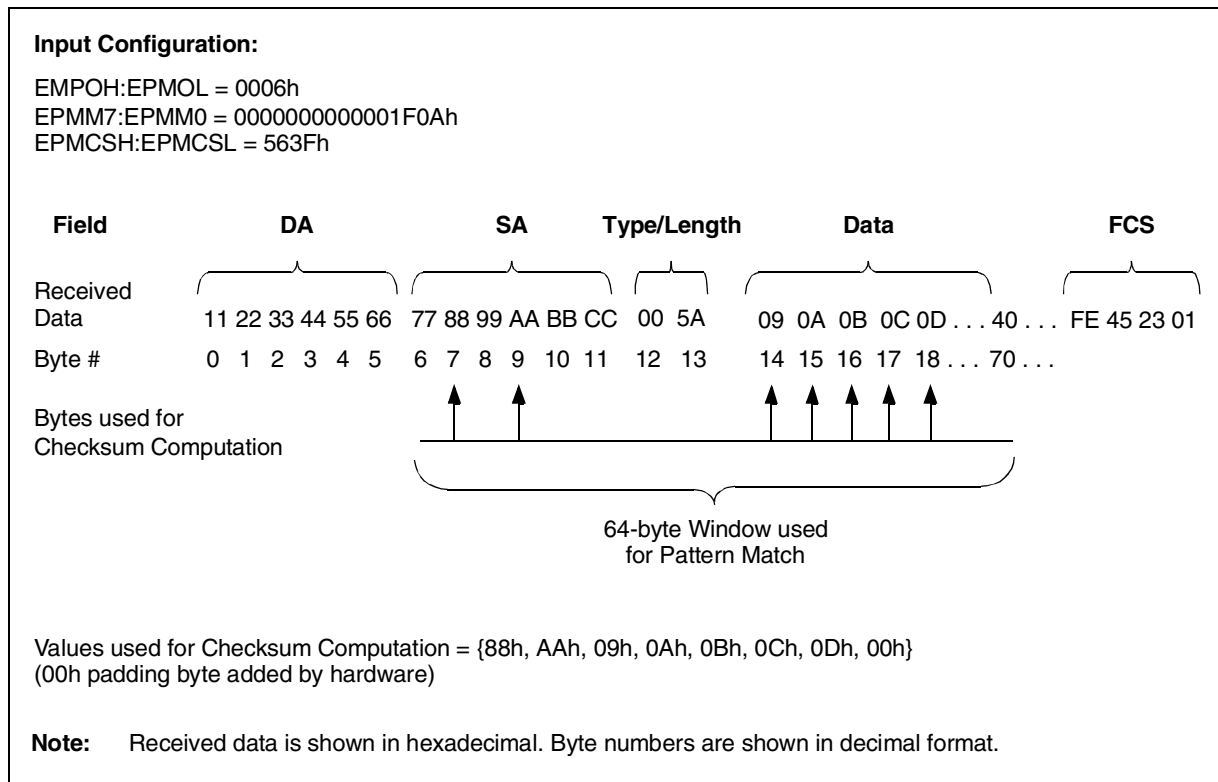 Input Configuration:
EMPOH:EPMOL = 0006h
EPMM7:EPMM0 = 0000000000001F0Ah
EPMCSH:EPMCSL = 563Fh
Field DA SA Type/Length Data FCS
Received
Data 11 22 33 44 55 66 77 88 99 AA BB CC 00 5A 09 0A 0B 0C 0D . . . 40 . . . FE 45 23 01
Byte # 0 1 2 3 4 5 6 7 8 9 10 11 12 13 14 15 16 17 18 . . . 70 . . .
Bytes used for
Checksum Computation
64-byte Window used
for Pattern Match
Values used for Checksum Computation = {88h, AAh, 09h, 0Ah, 0Bh, 0Ch, 0Dh, 00h}
(00h padding byte added by hardware)
Note: Received data is shown in hexadecimal. Byte numbers are shown in decimal format.